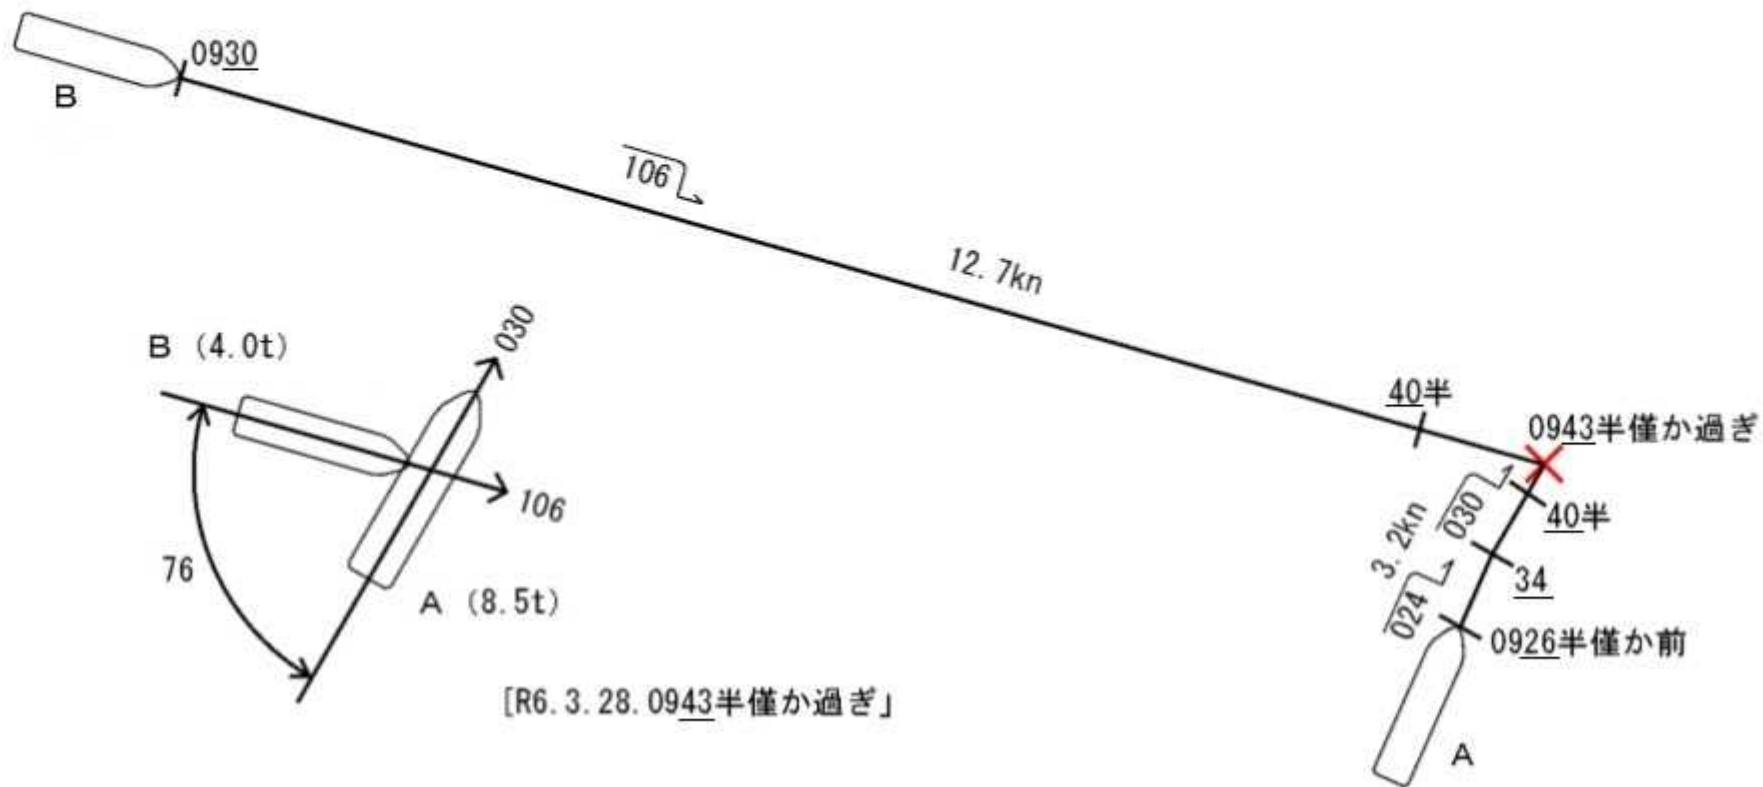 0930
B
106
12.7kn
030
B (4.0t)
40半
0943半僅か過ぎ
106
030
40半
3.2kn
76
34
A (8.5t)
024
0926半僅か前
[R6.3.28.0943半僅か過ぎ」
A